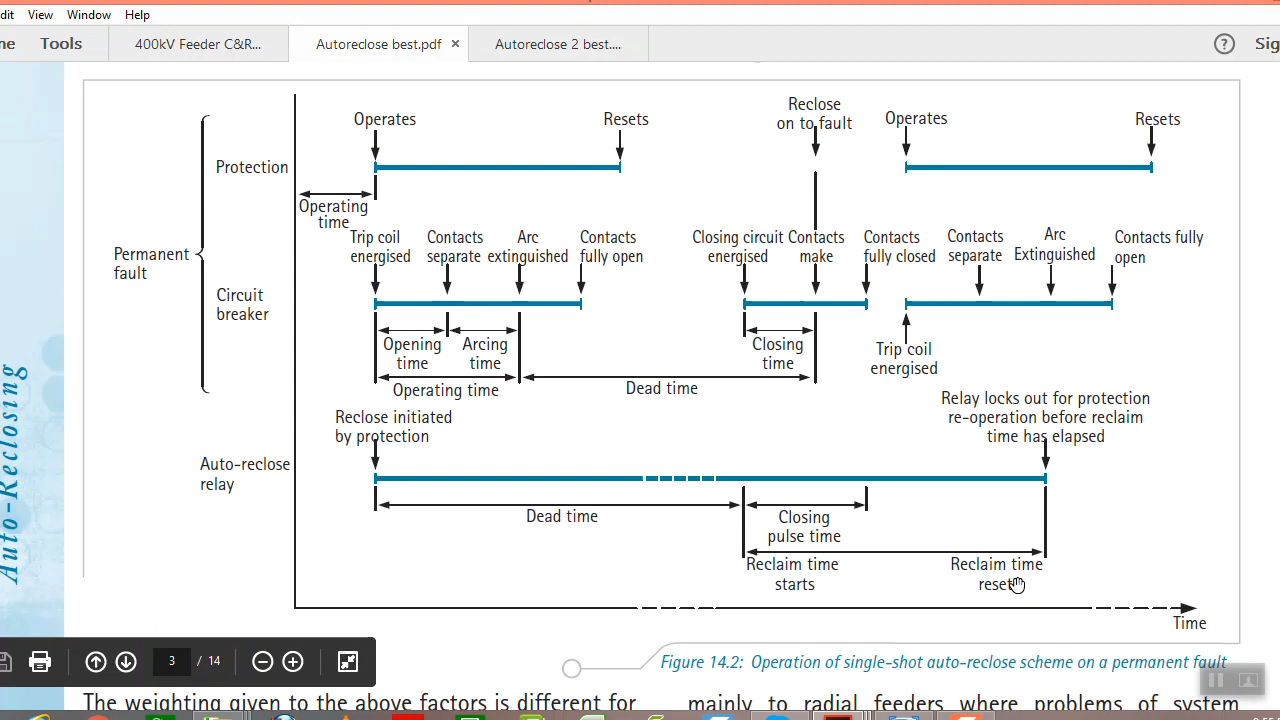 dit View Window Help
ne Tools 400kV Feeder C&R... Autoreclose best.pdf × Autoreclose 2 best.... ? Sig
Auto-Reclosing
Permanent
fault
Protection
Operates
Resets
Reclose
on to fault
Operates
Resets
Operating
time
Circuit
breaker
Trip coil
energised
Contacts
separate
Arc
extinguished
Contacts
fully open
Closing circuit
energised
Contacts
make
Contacts
fully closed
Contacts
separate
Arc
Extinguished
Contacts fully
open
Opening
time
Arcing
time
Closing
time
Trip coil
energised
Operating time
Dead time
Auto-reclose
relay
Reclose initiated
by protection
Relay locks out for protection
re-operation before reclaim
time has elapsed
Dead time
Closing
pulse time
Reclaim time
starts
Reclaim time
resets
Time
3 / 14
Figure 14.2: Operation of single-shot auto-reclose scheme on a permanent fault
The weighting given to the above factors is different for
mainly to radial feeders where problems of system